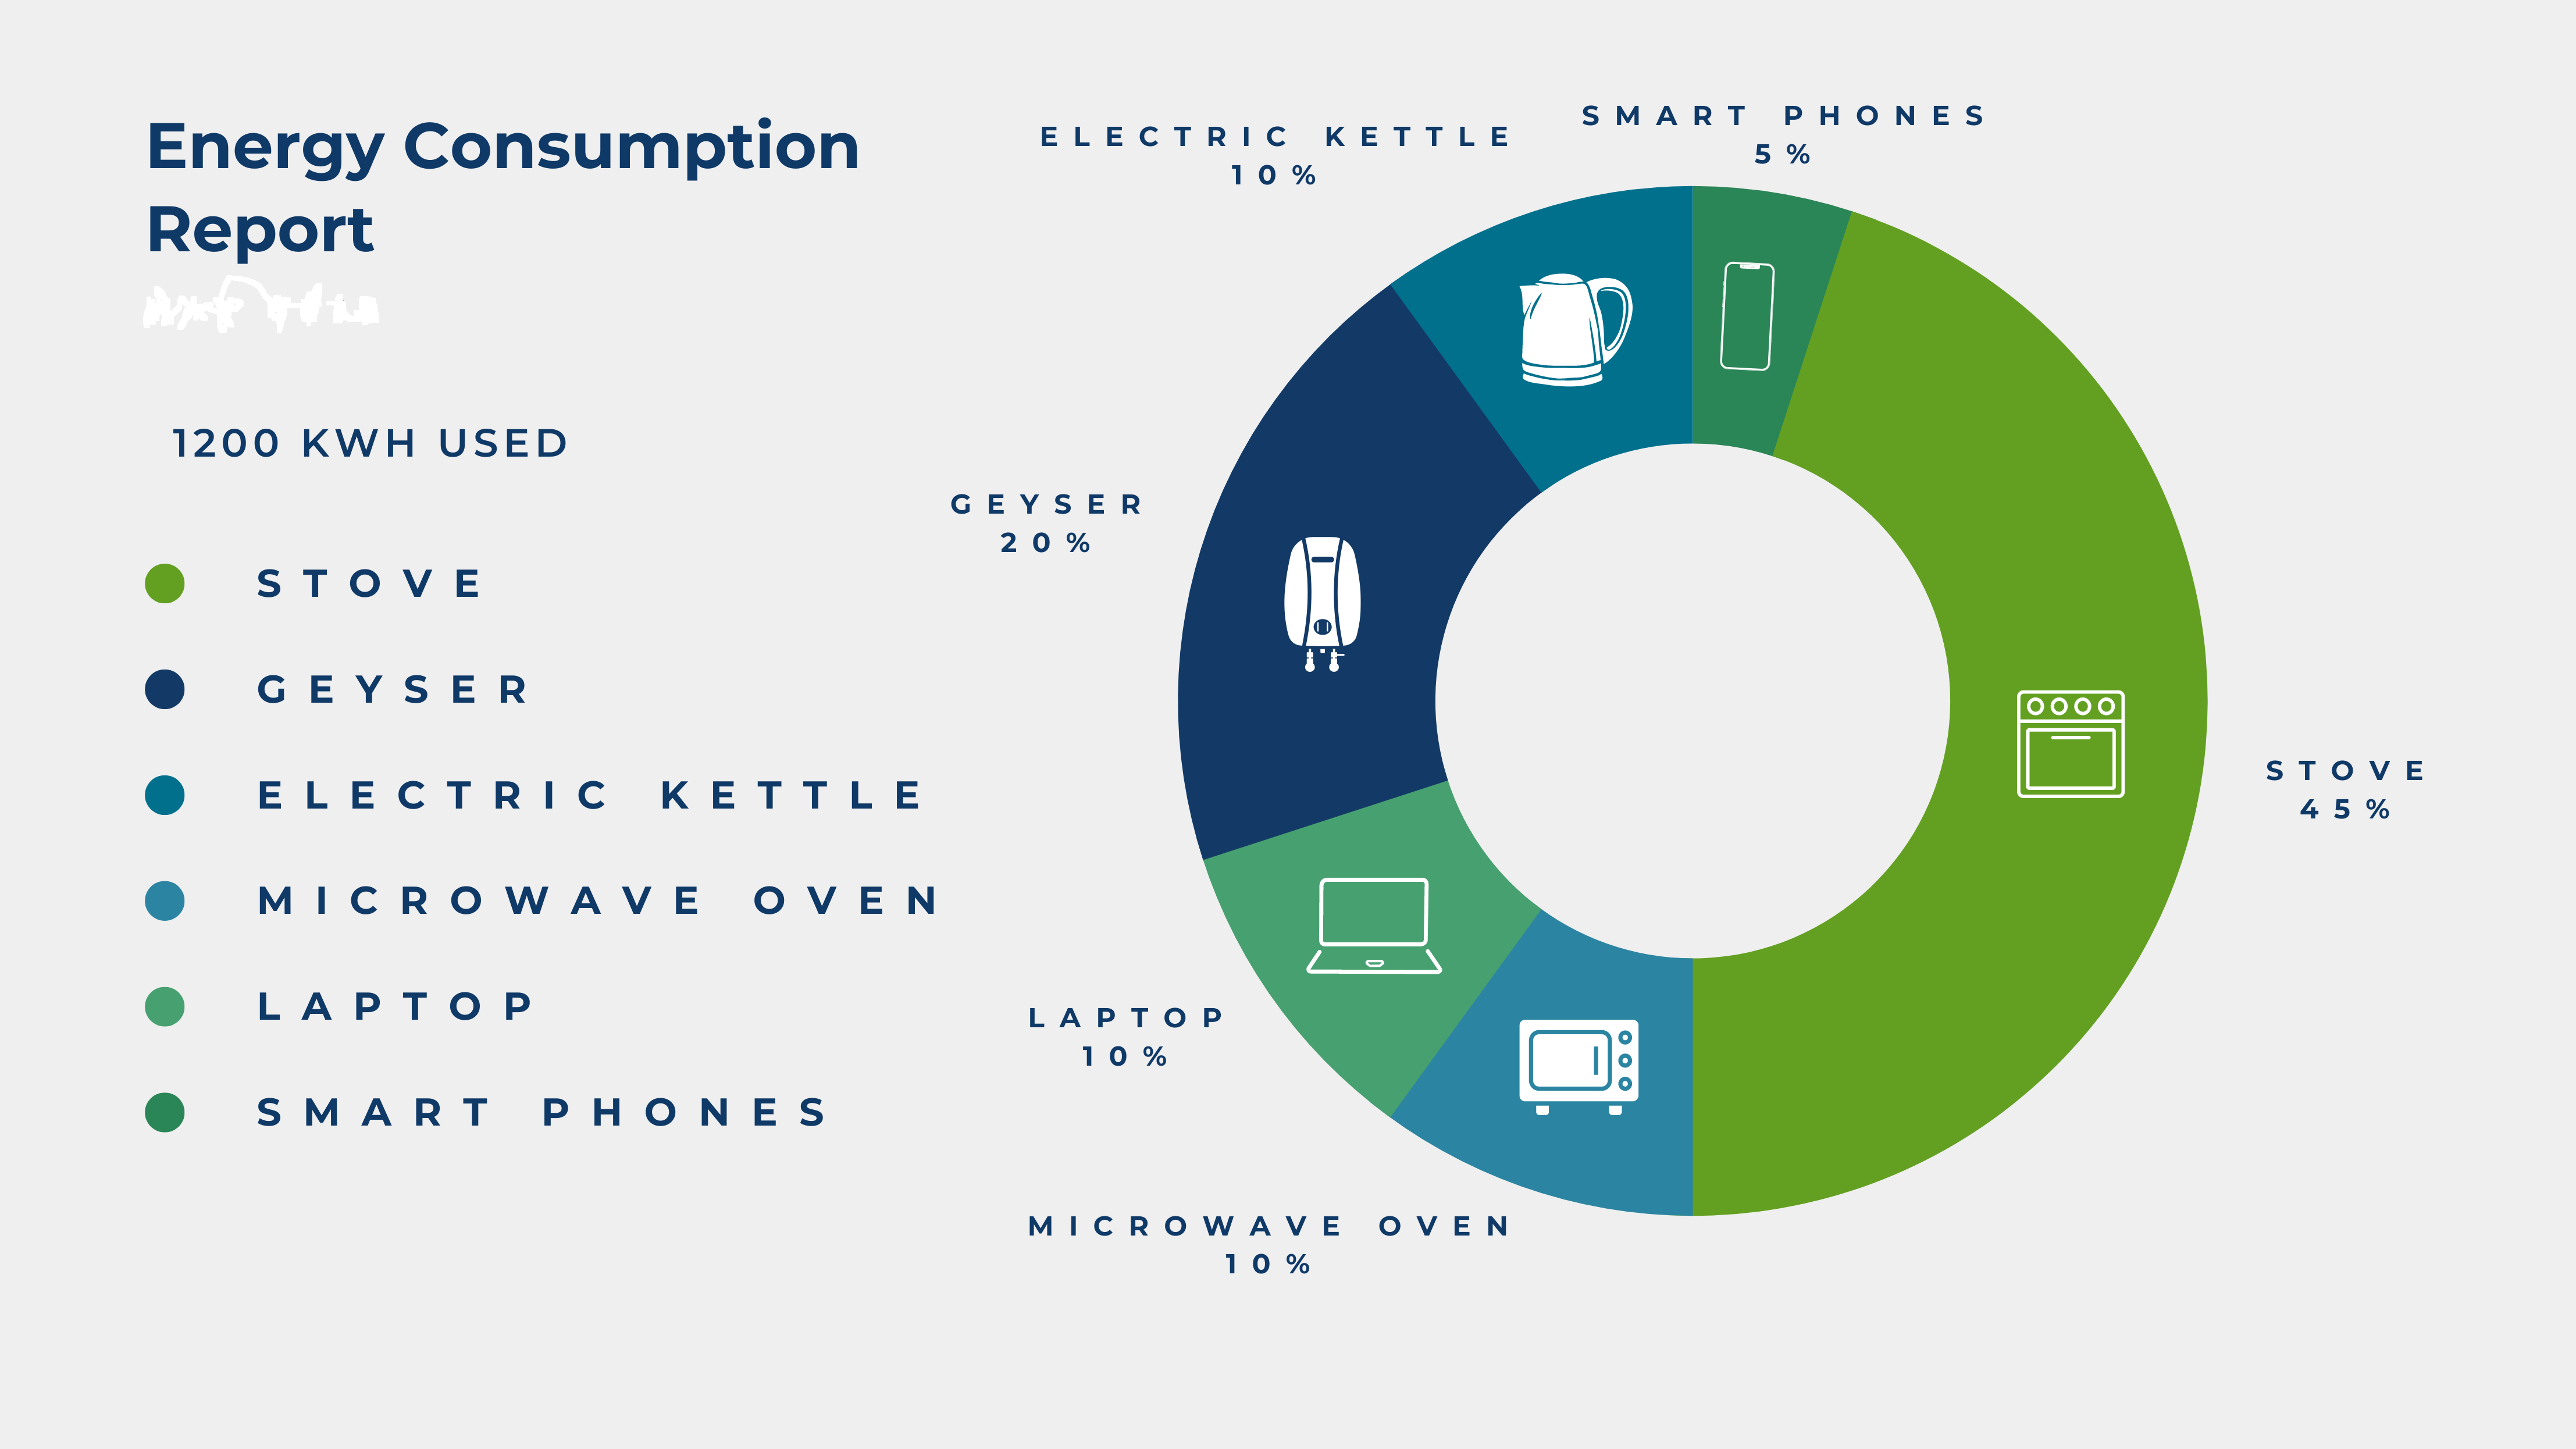 Energy Consumption
Report
1200 KWH USED
STOVE
GEYSER
ELECTRIC KETTLE
MICROWAVE OVEN
LAPTOP
SMART PHONES
ELECTRIC KETTLE
10%
SMART PHONES
5%
GEYSER
20%
STOVE
45%
LAPTOP
10%
MICROWAVE OVEN
10%